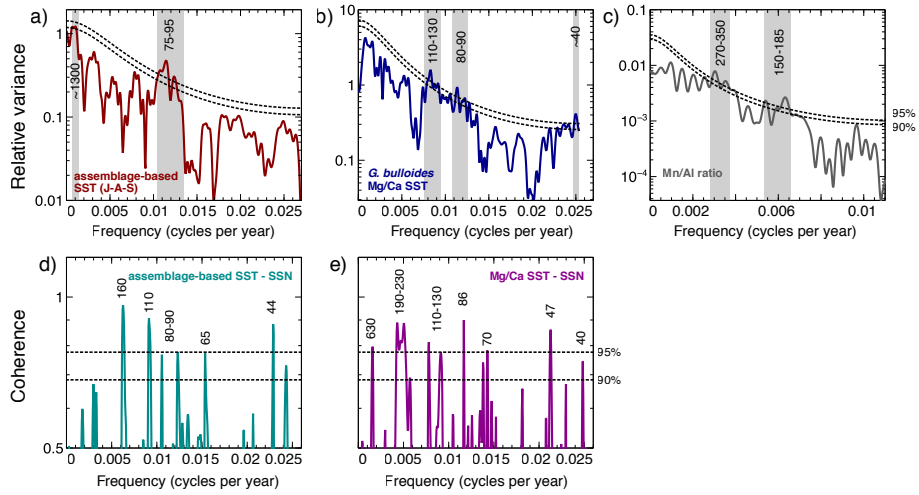 a)
b)
c)
Relative variance
1
0.1
0.01
~1300
75-95
assemblage-based
SST (J-A-S)
0 0.005 0.01 0.015 0.02 0.025
Frequency (cycles per year)
10
1
0.1
110-130
80-90
~40
G. bulloides
Mg/Ca SST
0 0.005 0.01 0.015 0.02 0.025
Frequency (cycles per year)
0.01
10⁻³
10⁻⁴
270-350
150-185
95%
90%
Mn/Al ratio
0 0.002 0.006 0.01
Frequency (cycles per year)
d)
e)
Coherence
1
0.5
assemblage-based SST - SSN
160
110
80-90
65
44
0 0.005 0.01 0.015 0.02 0.025
Frequency (cycles per year)
Mg/Ca SST - SSN
630
190-230
110-130
86
70
47
40
95%
90%
0 0.005 0.01 0.015 0.02 0.025
Frequency (cycles per year)